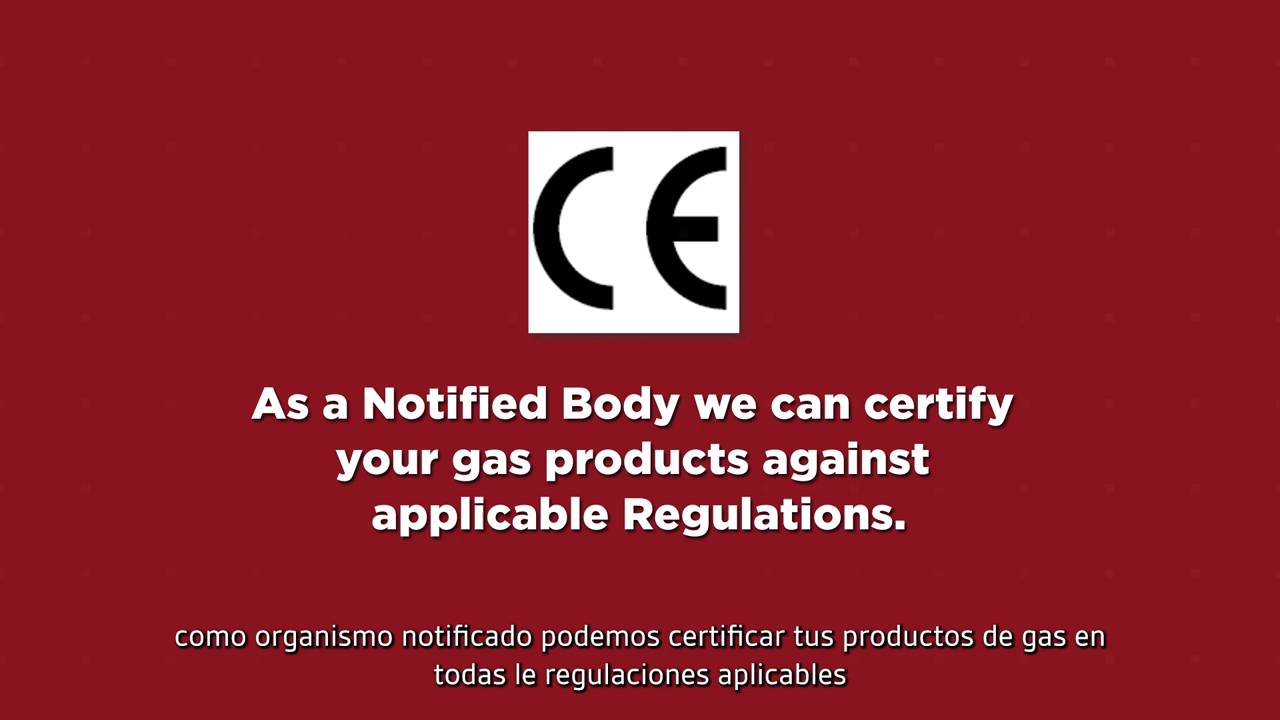 CE
As a Notified Body we can certify
your gas products against
applicable Regulations.
como organismo notificado podemos certificar tus productos de gas en
todas le regulaciones aplicables